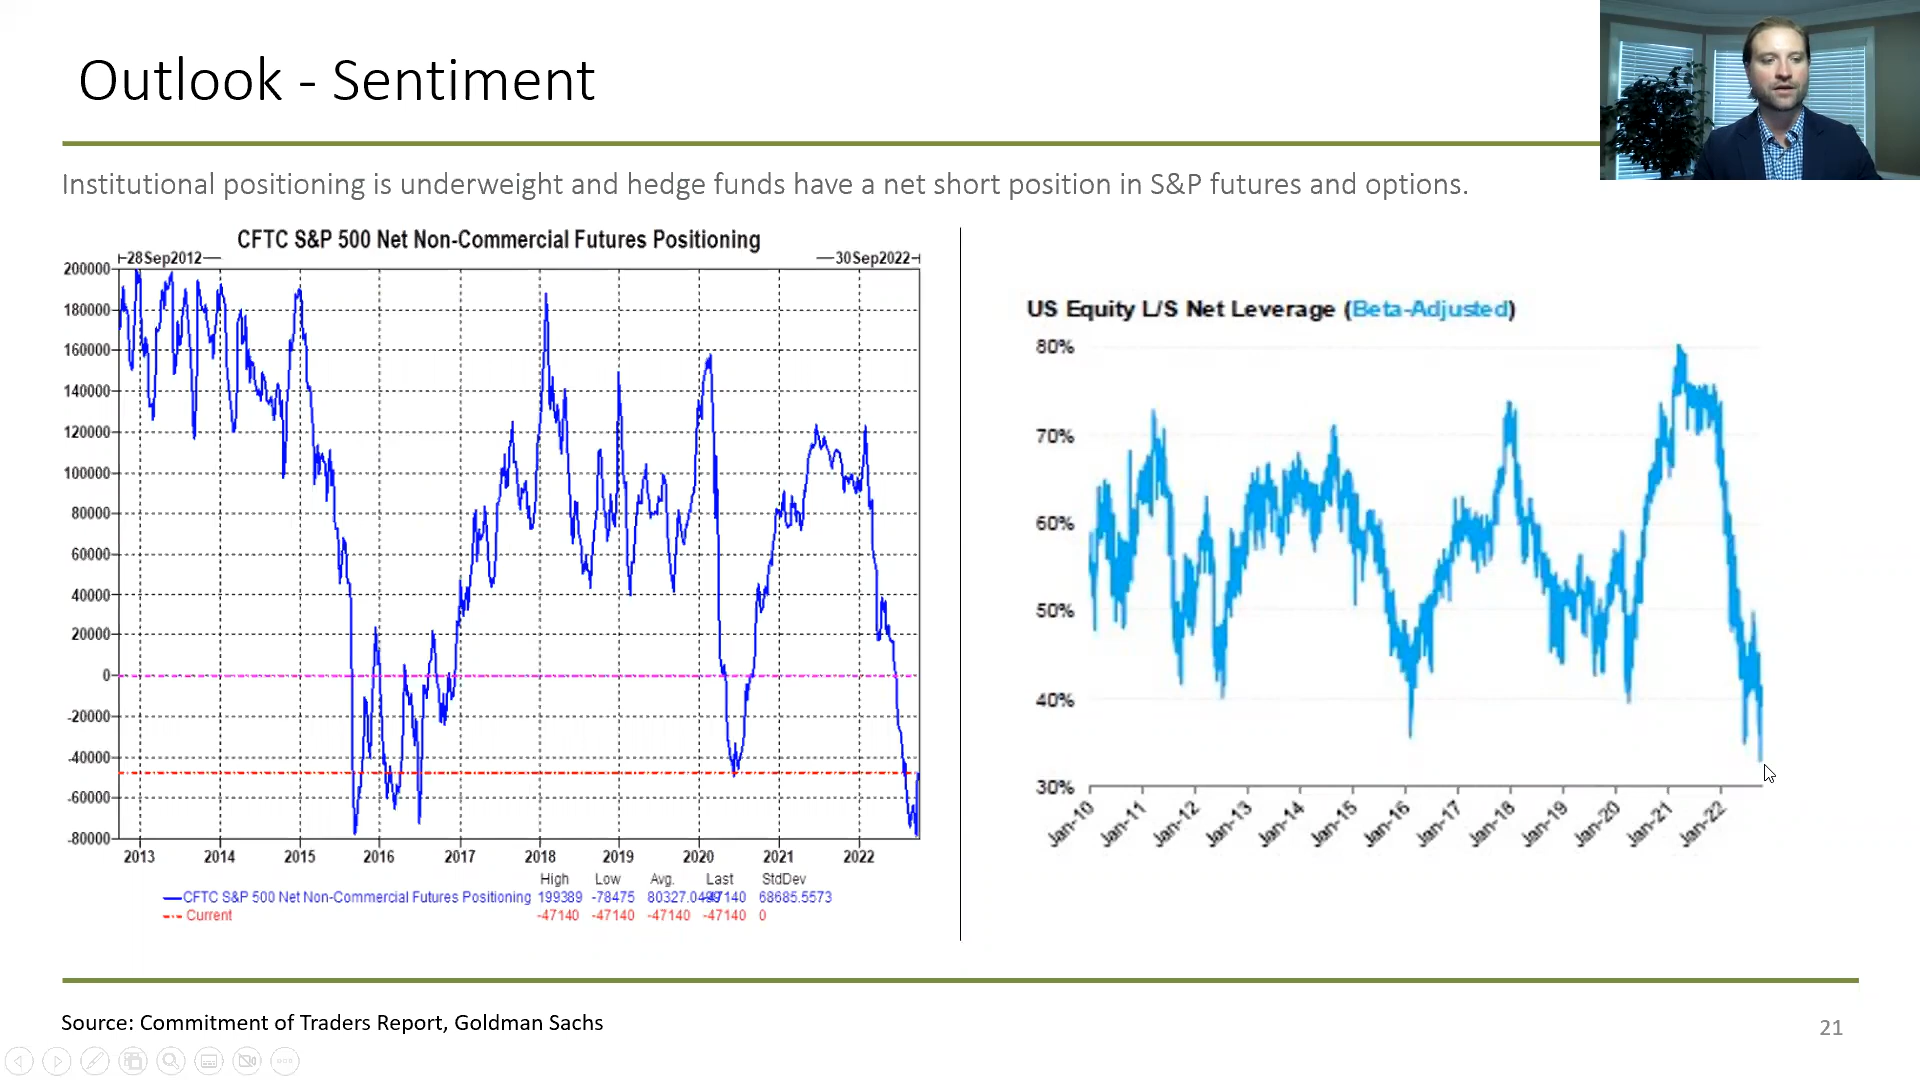 Outlook - Sentiment
Institutional positioning is underweight and hedge funds have a net short position in S&P futures and options.
CFTC S&P 500 Net Non-Commercial Futures Positioning
28Sep2012
30Sep2022
200000
180000
160000
140000
120000
100000
80000
60000
40000
20000
0
-20000
-40000
-60000
-80000
2013 2014 2015 2016 2017 2018 2019 2020 2021 2022
High Low Avg. Last StdDev
CFTC S&P 500 Net Non-Commercial Futures Positioning 199389 -78475 80327.0499 -47140 68685.5573
Current -47140 -47140 -47140 -47140 0
US Equity L/S Net Leverage (Beta-Adjusted)
80%
70%
60%
50%
40%
30%
Jan-10 Jan-11 Jan-12 Jan-13 Jan-14 Jan-15 Jan-16 Jan-17 Jan-18 Jan-19 Jan-20 Jan-21 Jan-22
Source: Commitment of Traders Report, Goldman Sachs
21